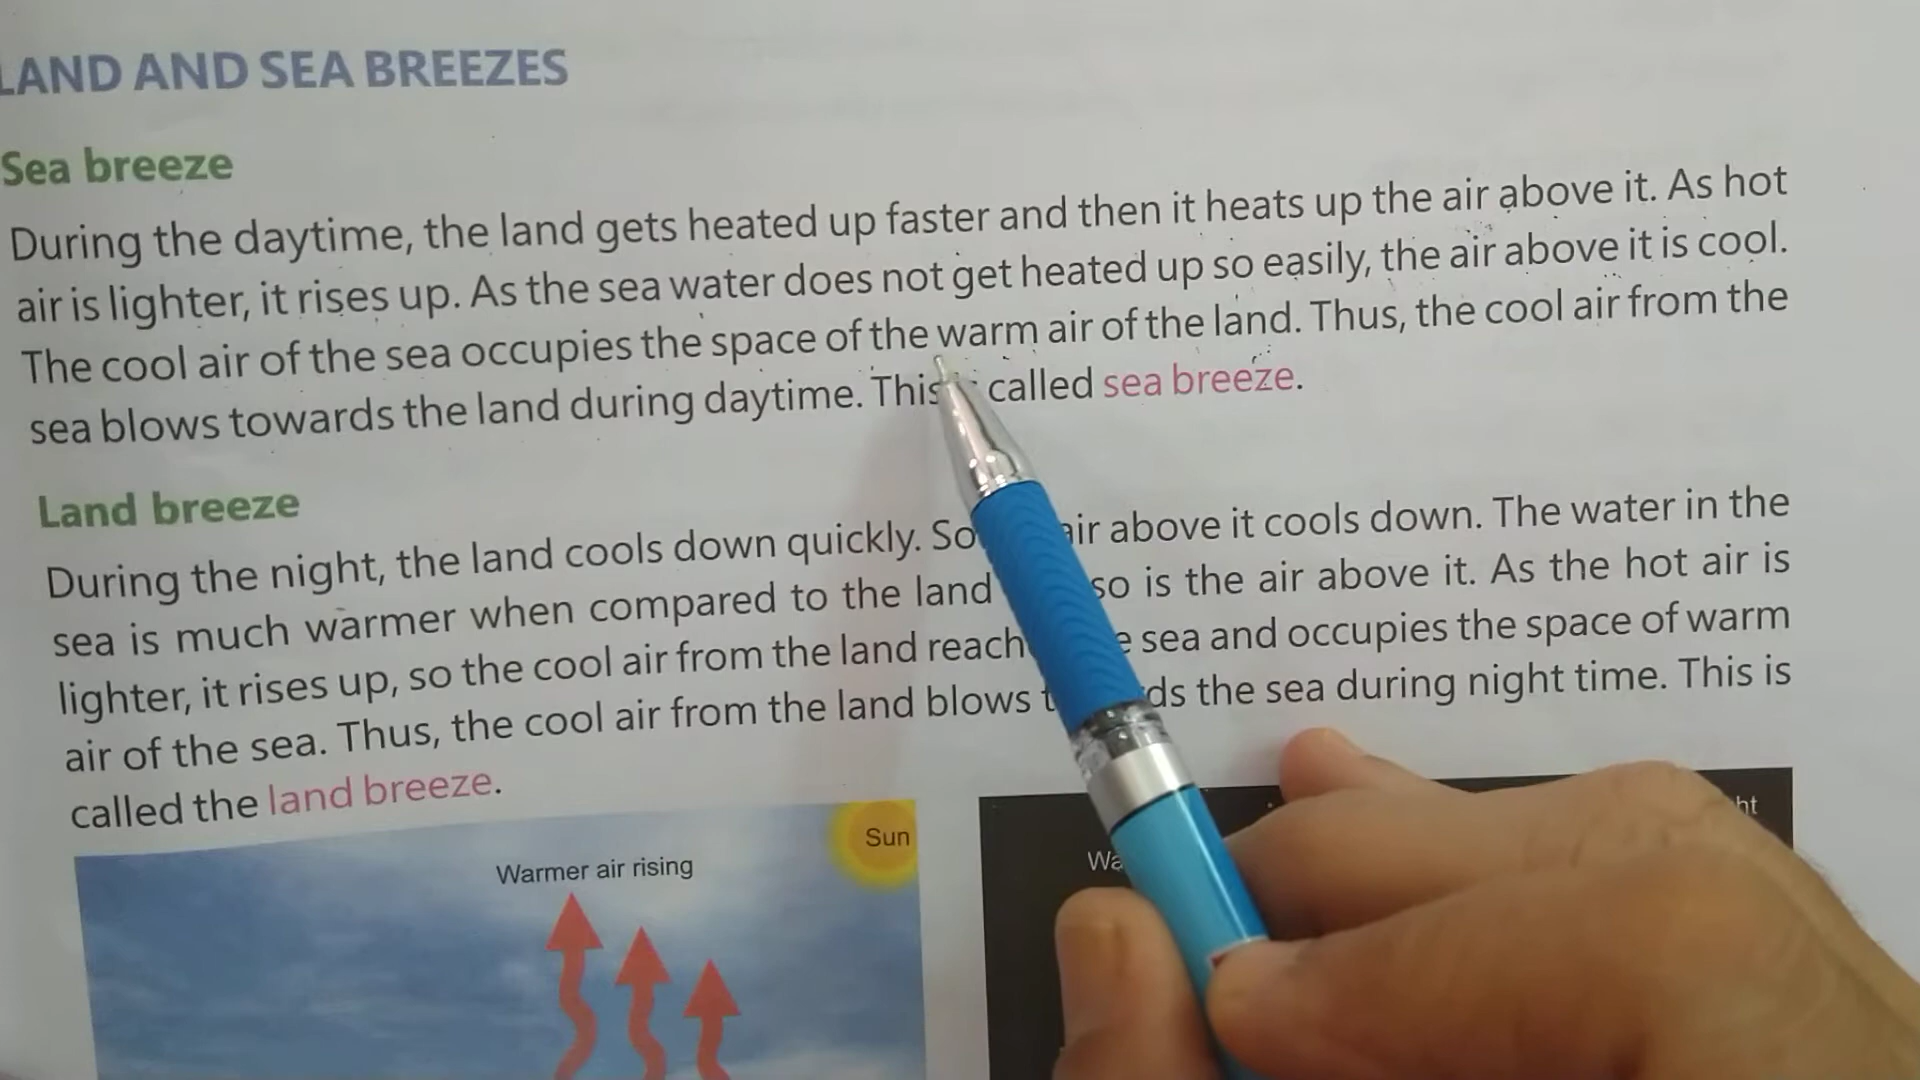 LAND AND SEA BREEZES
Sea breeze
During the daytime, the land gets heated up faster and then it heats up the air above it. As hot
air is lighter, it rises up. As the sea water does not get heated up so easily, the air above it is cool.
The cool air of the sea occupies the space of the warm air of the land. Thus, the cool air from the
sea blows towards the land during daytime. This called sea breeze.
Land breeze
During the night, the land cools down quickly. So air above it cools down. The water in the
sea is much warmer when compared to the land so is the air above it. As the hot air is
lighter, it rises up, so the cool air from the land sea and occupies the space of warm
air of the sea. Thus, the cool air from the land blows the sea during night time. This is
called the land breeze.
Sun
Warmer air rising